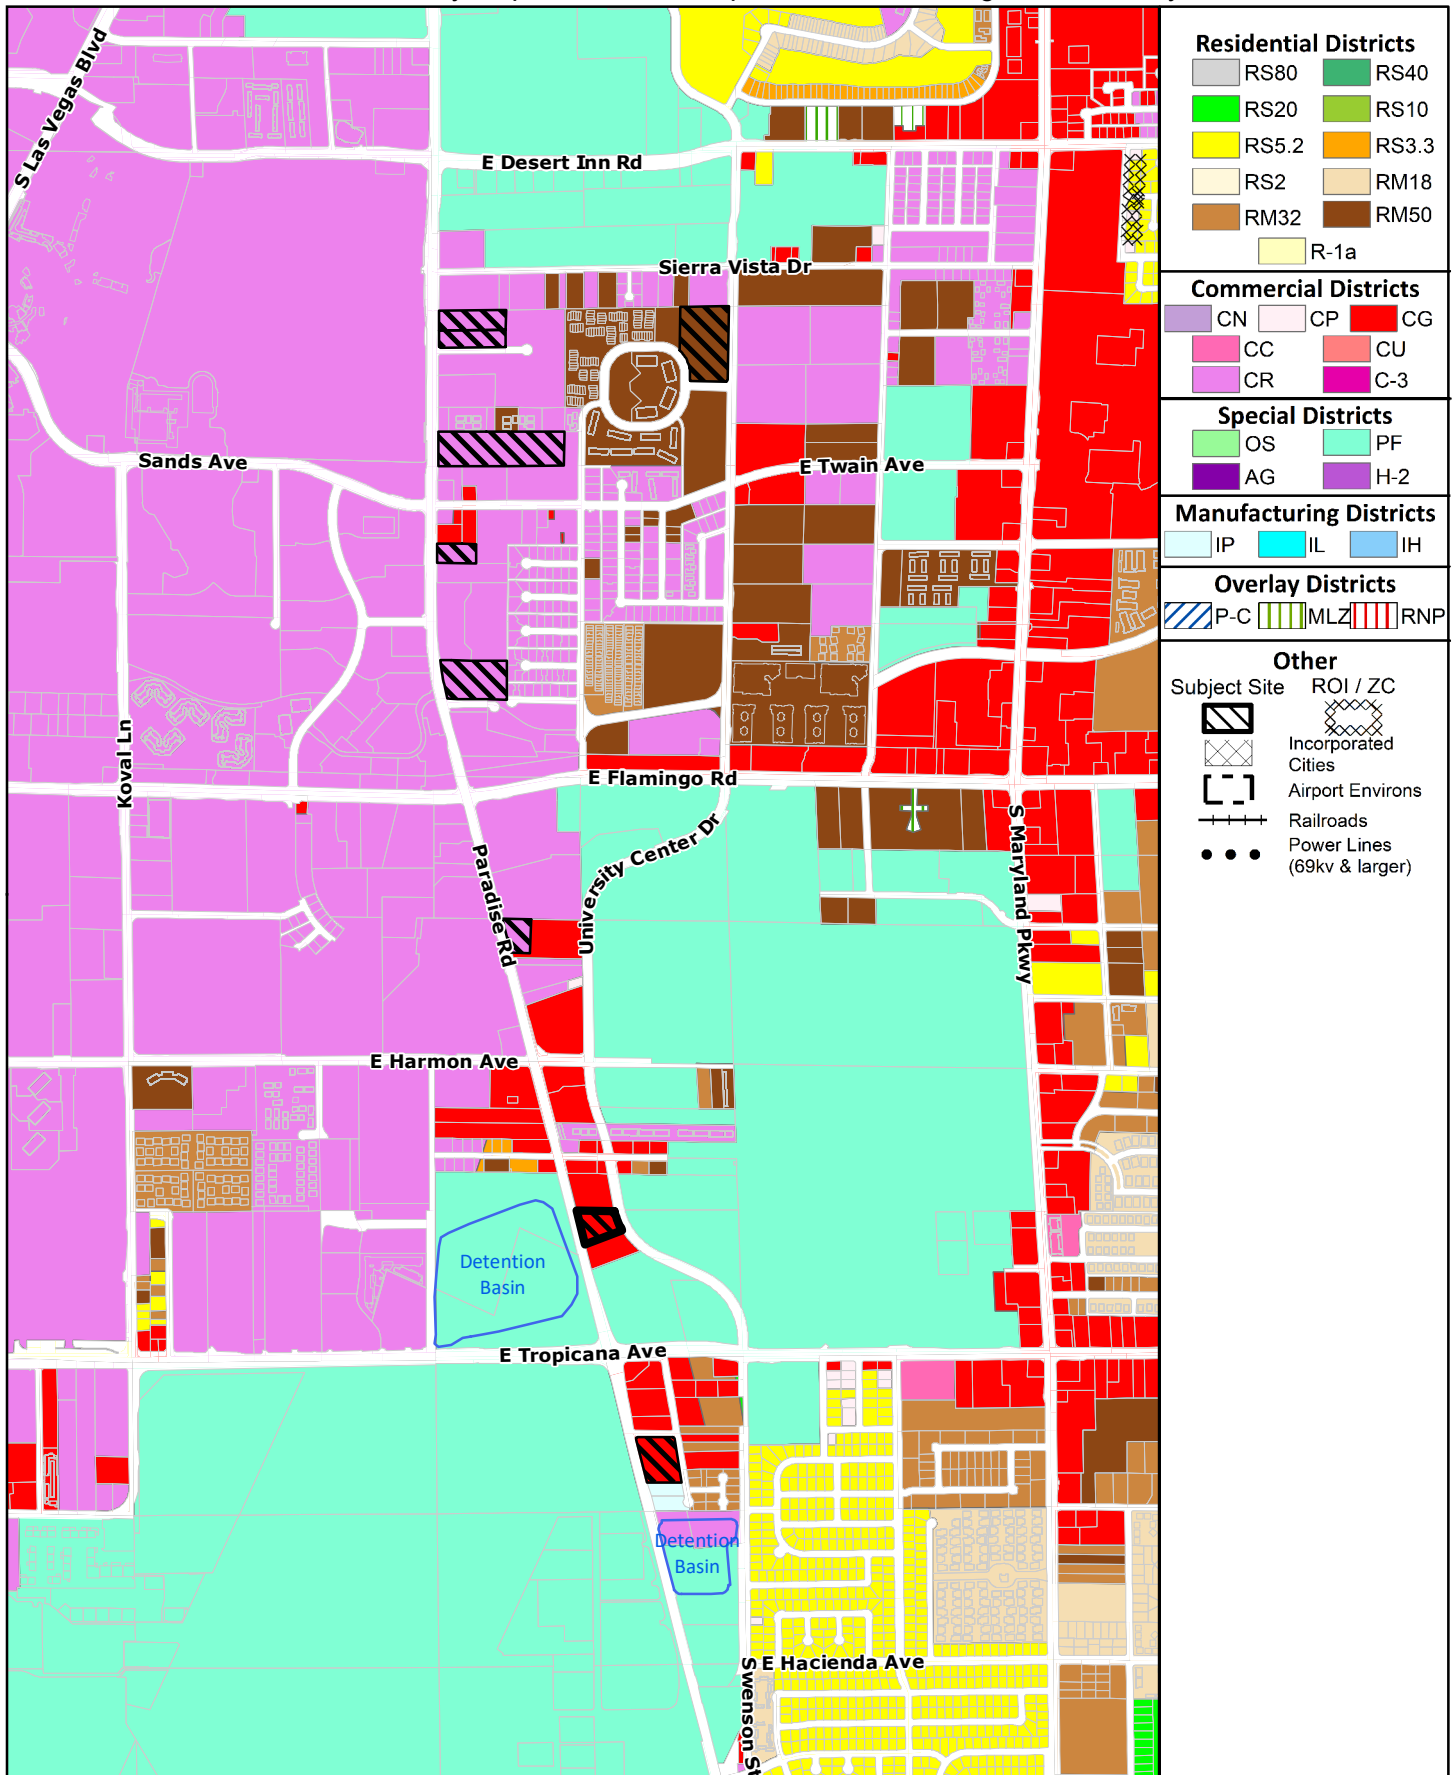 S Las Vegas Blvd
E Desert Inn Rd
Sierra Vista Dr
Sands Ave
E Twain Ave
Koval Ln
E Flamingo Rd
University Center Dr
Paradise Rd
S Maryland Pkwy
E Harmon Ave
Detention
Basin
E Tropicana Ave
Detention
Basin
E Hacienda Ave
Swenson St
Residential Districts
RS80 RS40
RS20 RS10
RS5.2 RS3.3
RS2 RM18
RM32 RM50
R-1a
Commercial Districts
CN CP CG
CC CU
CR C-3
Special Districts
OS PF
AG H-2
Manufacturing Districts
IP IL IH
Overlay Districts
P-C MLZ RNP
Other
Subject Site ROI / ZC
Incorporated
Cities
Airport Environs
Railroads
Power Lines
(69kv & larger)